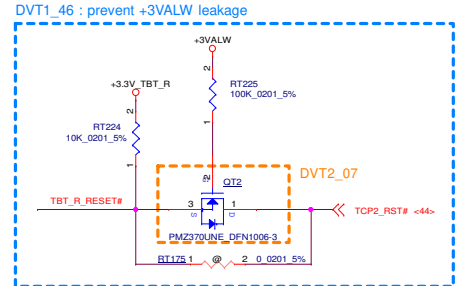 DVT1_46 : prevent +3VALW leakage
+3VALW
+3.3V_TBT_R
2
RT225
100K_0201_5%
2
RT224
10K_0201_5%
1
1
DVT2_07
2
G
QT2
TBT_R_RESET#
3
1
TCP2_RST# <44>
S
D
PMZ370UNE_DFN1006-3
RT175 1 @ 2 0_0201_5%